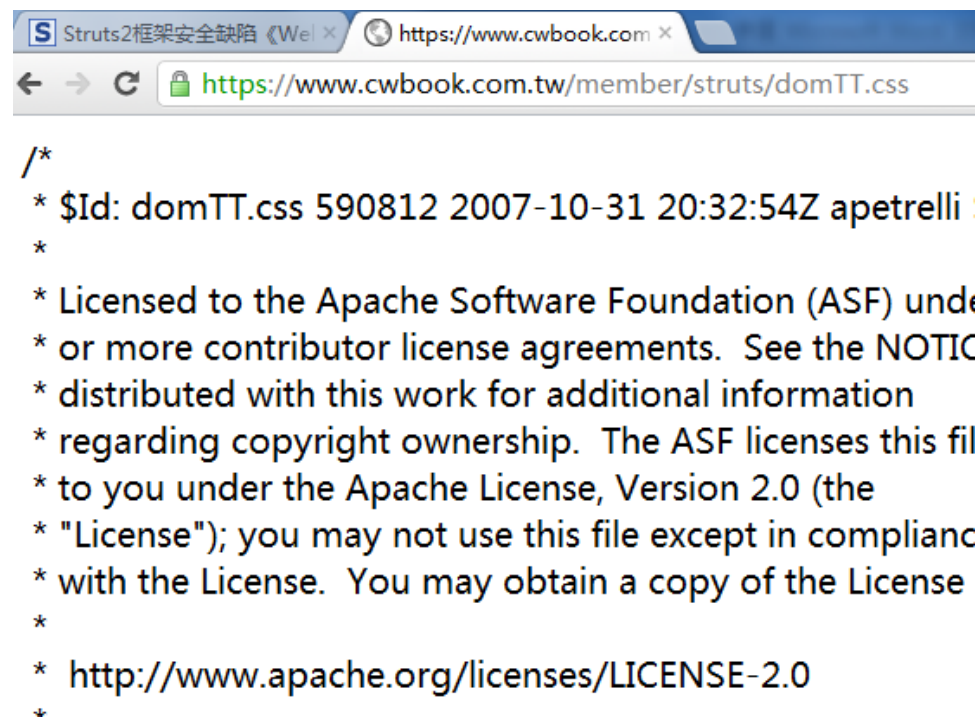 S Struts2框架安全缺陷《We
https://www.cwbook.com
https://www.cwbook.com.tw/member/struts/domTT.css
/*
* $Id: domTT.css 590812 2007-10-31 20:32:54Z apetrelli
*
* Licensed to the Apache Software Foundation (ASF) unde
* or more contributor license agreements.  See the NOTIC
* distributed with this work for additional information
* regarding copyright ownership.  The ASF licenses this fil
* to you under the Apache License, Version 2.0 (the
* "License"); you may not use this file except in complianc
* with the License.  You may obtain a copy of the License
*
*  http://www.apache.org/licenses/LICENSE-2.0
*